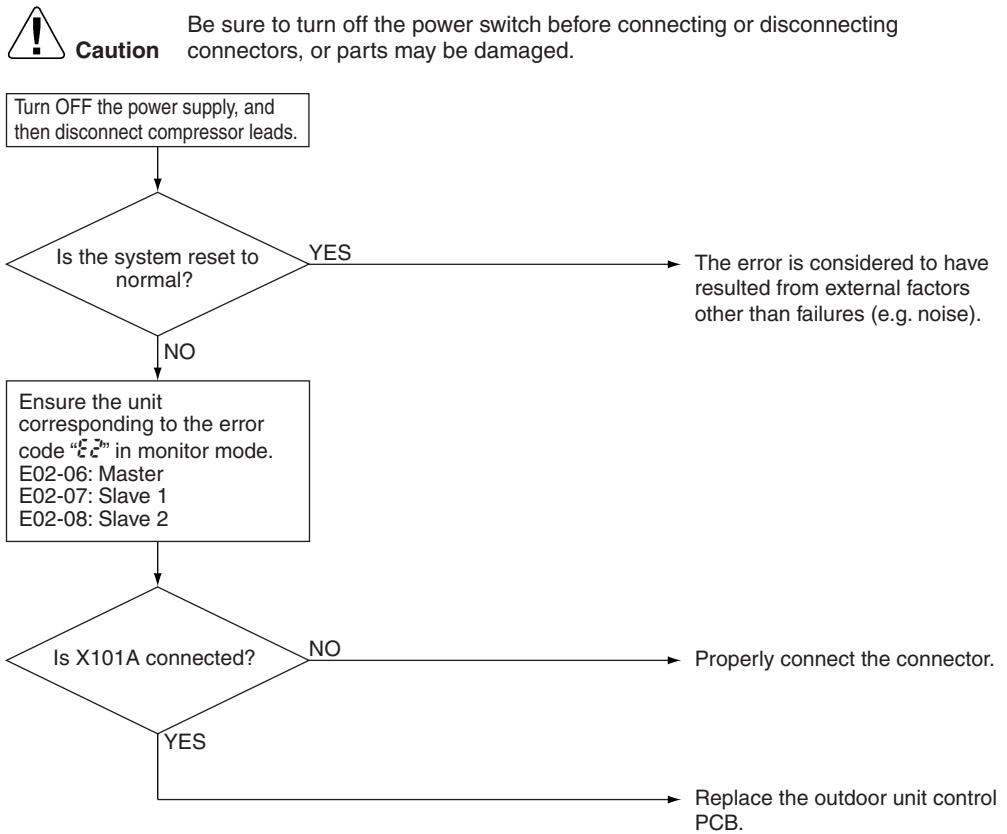 Be sure to turn off the power switch before connecting or disconnecting
Caution connectors, or parts may be damaged.
Turn OFF the power supply, and
then disconnect compressor leads.
Is the system reset to
normal?
YES
The error is considered to have
resulted from external factors
other than failures (e.g. noise).
NO
Ensure the unit
corresponding to the error
code “E2” in monitor mode.
E02-06: Master
E02-07: Slave 1
E02-08: Slave 2
Is X101A connected?
NO
Properly connect the connector.
YES
Replace the outdoor unit control
PCB.